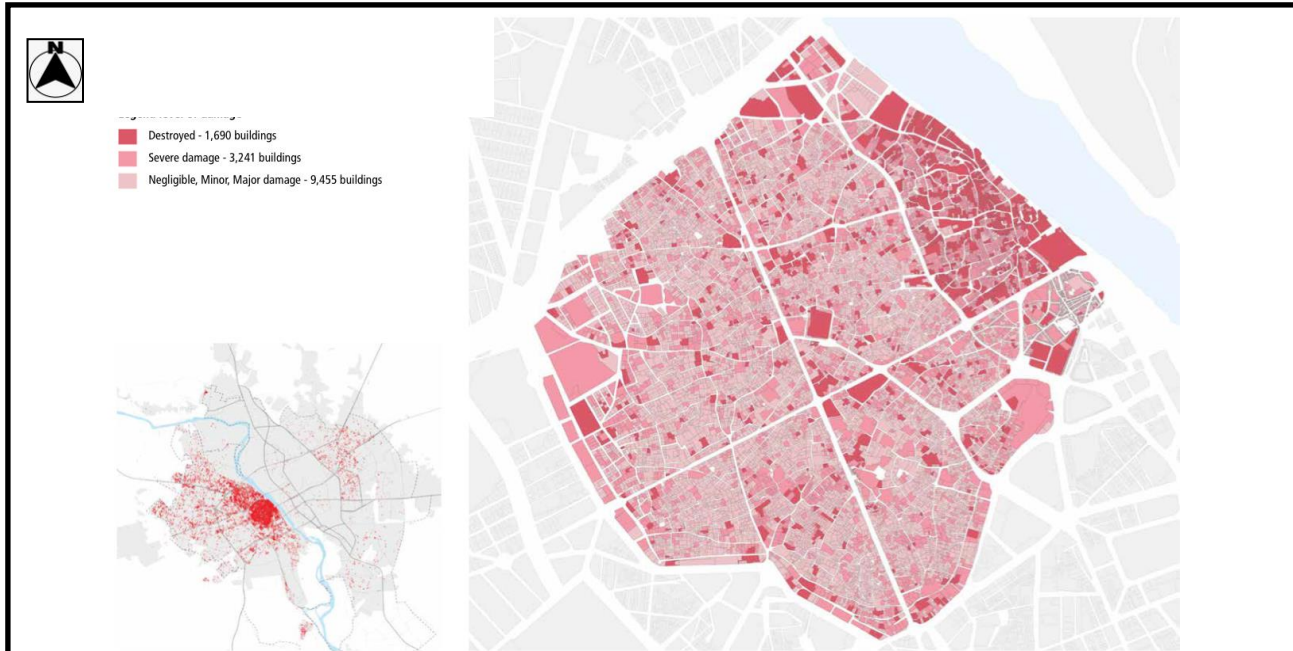 N
Destroyed - 1,690 buildings
Severe damage - 3,241 buildings
Negligible, Minor, Major damage - 9,455 buildings